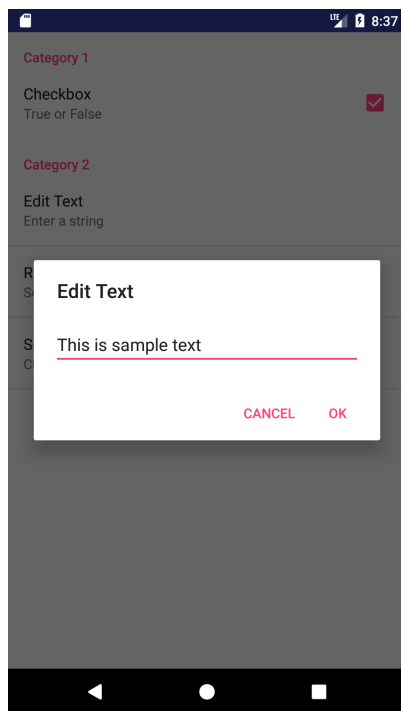 LTE 8:37
Category 1
Checkbox
True or False
Category 2
Edit Text
Enter a string
Edit Text
This is sample text
CANCEL OK